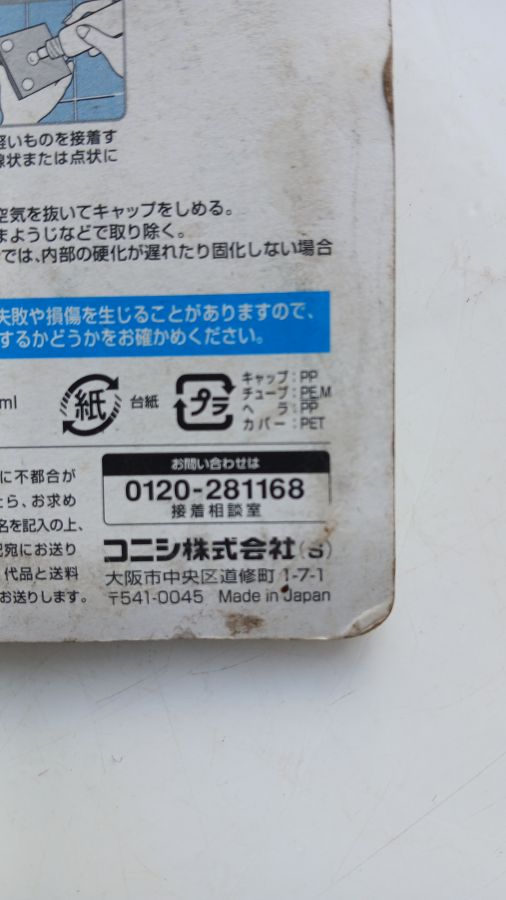 軽いものを接着す
線状または点状に
空気を抜いてキャップをしめる。
ようじなどで取り除く。
では、内部の硬化が遅れたり固化しない場合
失敗や損傷を生じることがありますので、
するかどうかをお確かめください。
ml
紙
台紙
プラ
キャップ：PP
チューブ：PE,M
ヘラ：PP
カバー：PET
に不都合が
たら、お求め
名を記入の上、
記宛にお送り
代品と送料
お送りします。
お問い合わせは
0120-281168
接着相談室
コニシ株式会社(S)
大阪市中央区道修町 1-7-1
〒541-0045 Made in Japan